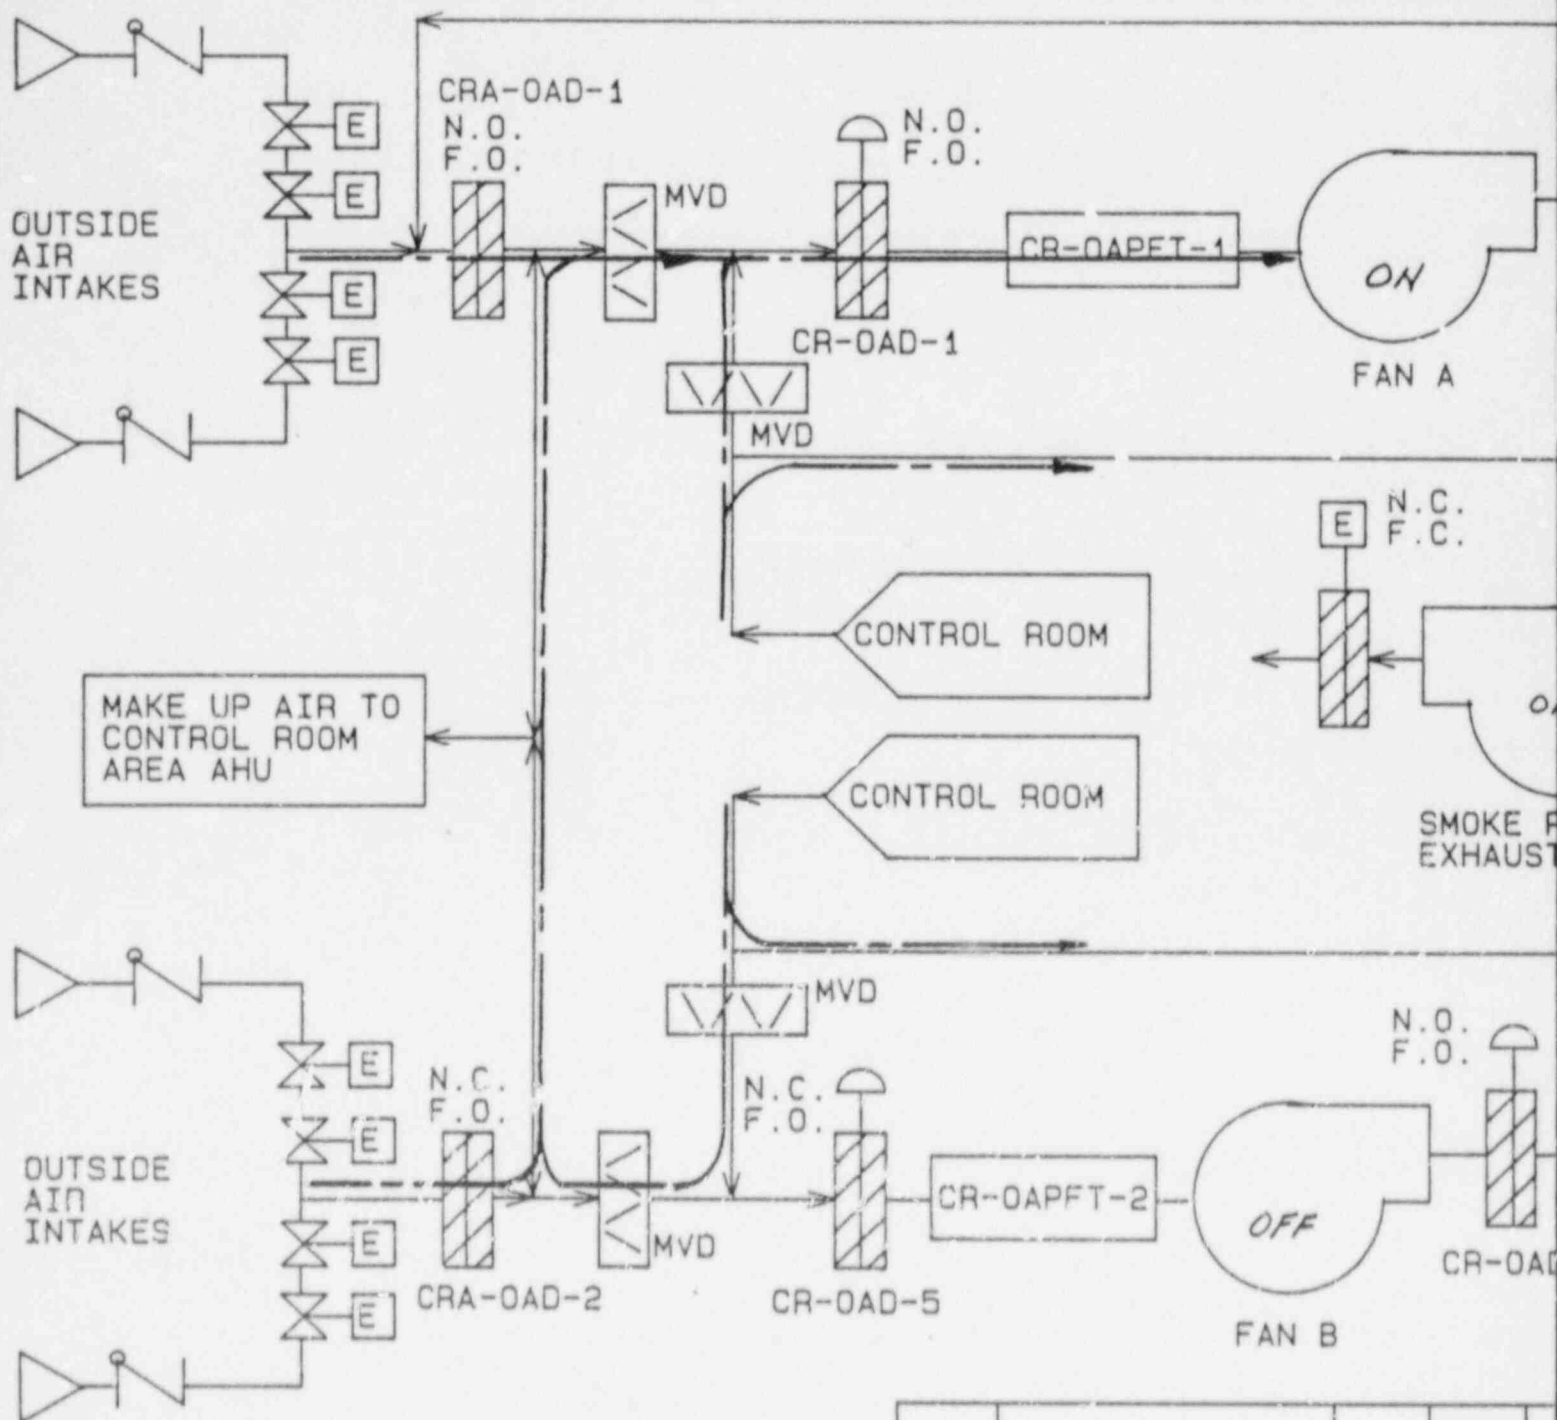 CRA-OAD-1
N.O.
F.O.
E
E
E
E
OUTSIDE
AIR
INTAKES
MVD
N.O.
F.O.
CR-OAD-1
CR-OAPFT-1
ON
FAN A
MVD
E
N.C.
F.C.
CONTROL ROOM
MAKE UP AIR TO
CONTROL ROOM
AREA AHU
CONTROL ROOM
SMOKE
EXHAUST
MVD
N.O.
F.O.
E
E
E
E
OUTSIDE
AIR
INTAKES
N.C.
F.O.
CRA-OAD-2
MVD
N.C.
F.O.
CR-OAD-5
CR-OAPFT-2
OFF
FAN B
CR-OAD